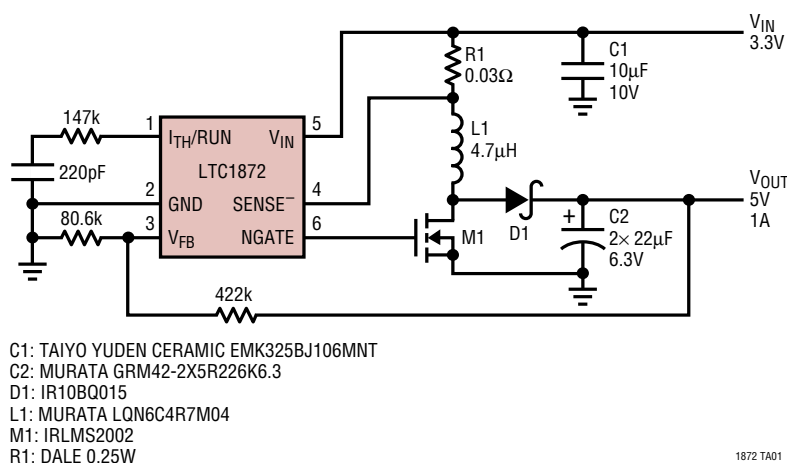 V_IN
3.3V
R1
0.03Ω
C1
10µF
10V
147k
1
I_TH/RUN
V_IN
5
L1
4.7µH
LTC1872
220pF
2
GND
SENSE⁻
4
V_OUT
5V
1A
80.6k
3
V_FB
NGATE
6
M1
D1
+
C2
2× 22µF
6.3V
422k
C1: TAIYO YUDEN CERAMIC EMK325BJ106MNT
C2: MURATA GRM42-2X5R226K6.3
D1: IR10BQ015
L1: MURATA LQN6C4R7M04
M1: IRLMS2002
R1: DALE 0.25W
1872 TA01